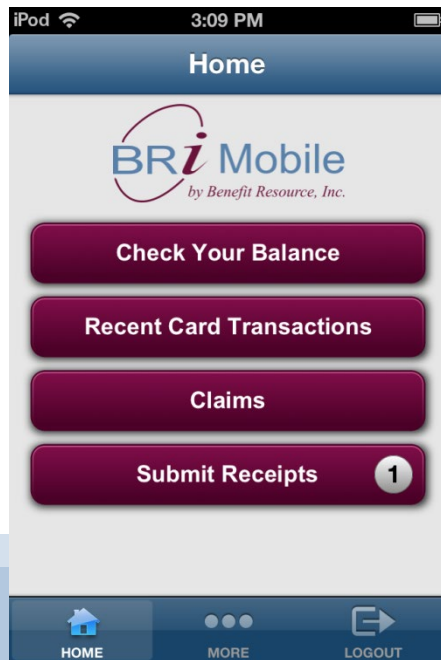 iPod 3:09 PM
Home
BRi Mobile
by Benefit Resource, Inc.
Check Your Balance
Recent Card Transactions
Claims
Submit Receipts 1
HOME MORE LOGOUT